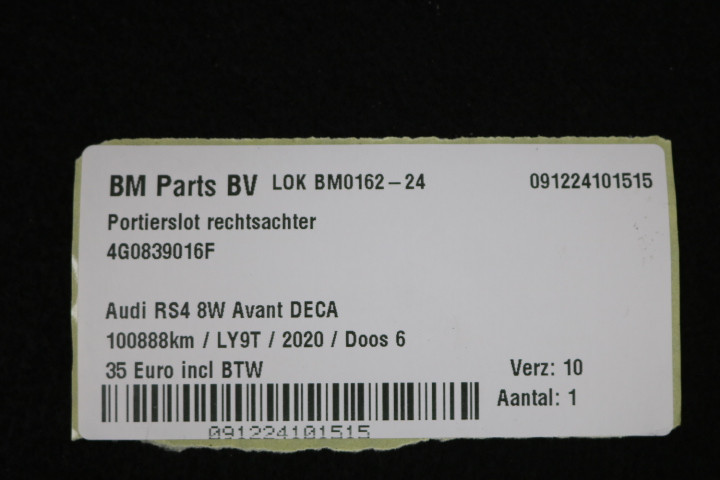 BM Parts BV LOK BM0162-24 091224101515
Portierslot rechtsachter
4G0839016F
Audi RS4 8W Avant DECA
100888km / LY9T / 2020 / Doos 6
35 Euro incl BTW Verz: 10
Aantal: 1
091224101515